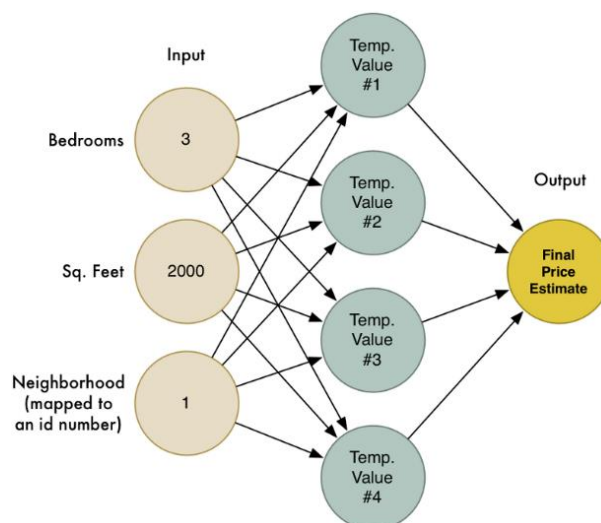 Input
Bedrooms
3
Sq. Feet
2000
Neighborhood
(mapped to
an id number)
1
Temp.
Value
#1
Temp.
Value
#2
Temp.
Value
#3
Temp.
Value
#4
Output
Final
Price
Estimate